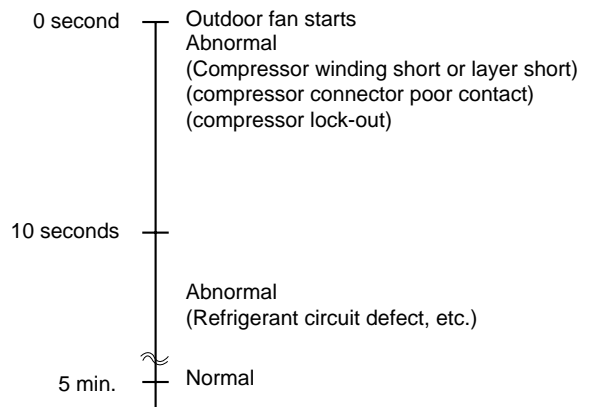 0 second
Outdoor fan starts
Abnormal
(Compressor winding short or layer short)
(compressor connector poor contact)
(compressor lock-out)
10 seconds
Abnormal
(Refrigerant circuit defect, etc.)
5 min.
Normal